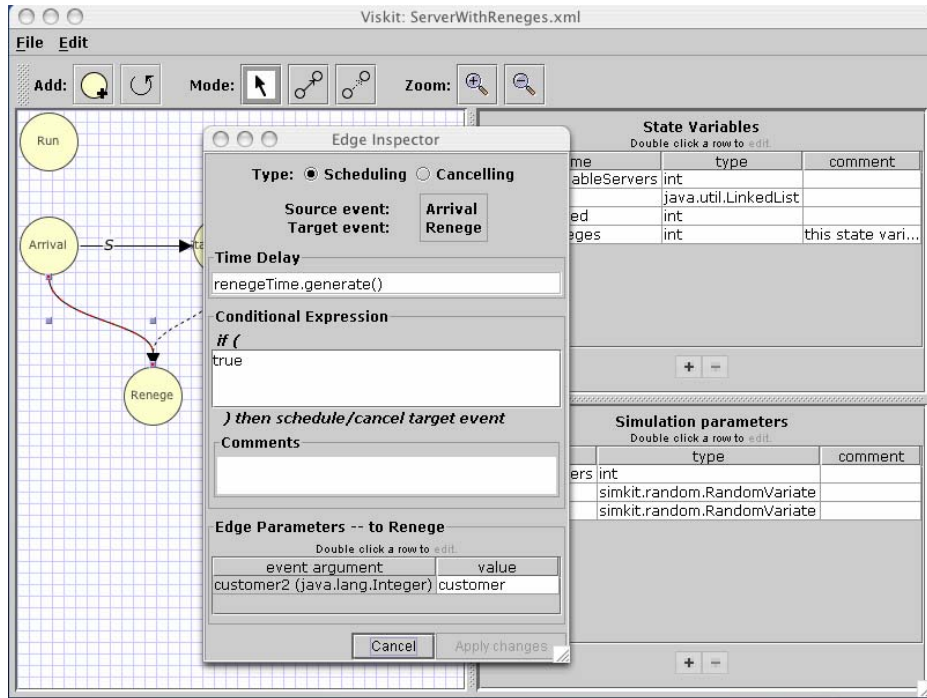 Viskit: ServerWithReneges.xml
File Edit
Add: Mode: Zoom:
Run
Arrival
S
Renege
Edge Inspector
Type: Scheduling Cancelling
Source event: Arrival
Target event: Renege
Time Delay
renegeTime.generate()
Conditional Expression
if (
true
) then schedule/cancel target event
Comments
Edge Parameters -- to Renege
Double click a row to edit.
event argument value
customer2 (java.lang.Integer) customer
Cancel Apply changes
State Variables
Double click a row to edit.
me type comment
ableServers int
java.util.LinkedList
ed int
eges int this state vari...
+ −
Simulation parameters
Double click a row to edit.
type comment
ers int
simkit.random.RandomVariate
simkit.random.RandomVariate
+ −